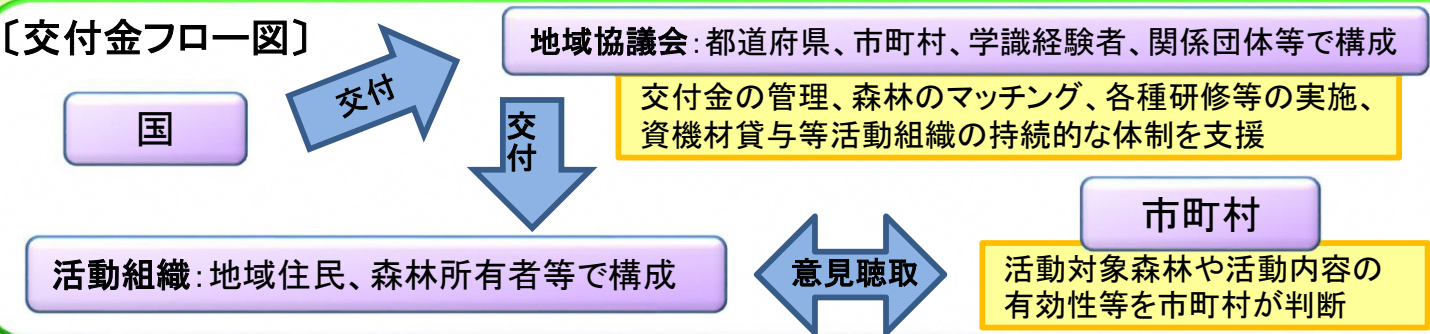 〔交付金フロー図〕
国
交付
地域協議会：都道府県、市町村、学識経験者、関係団体等で構成
交付金の管理、森林のマッチング、各種研修等の実施、
資機材貸与等活動組織の持続的な体制を支援
交付
活動組織：地域住民、森林所有者等で構成
意見聴取
市町村
活動対象森林や活動内容の
有効性等を市町村が判断